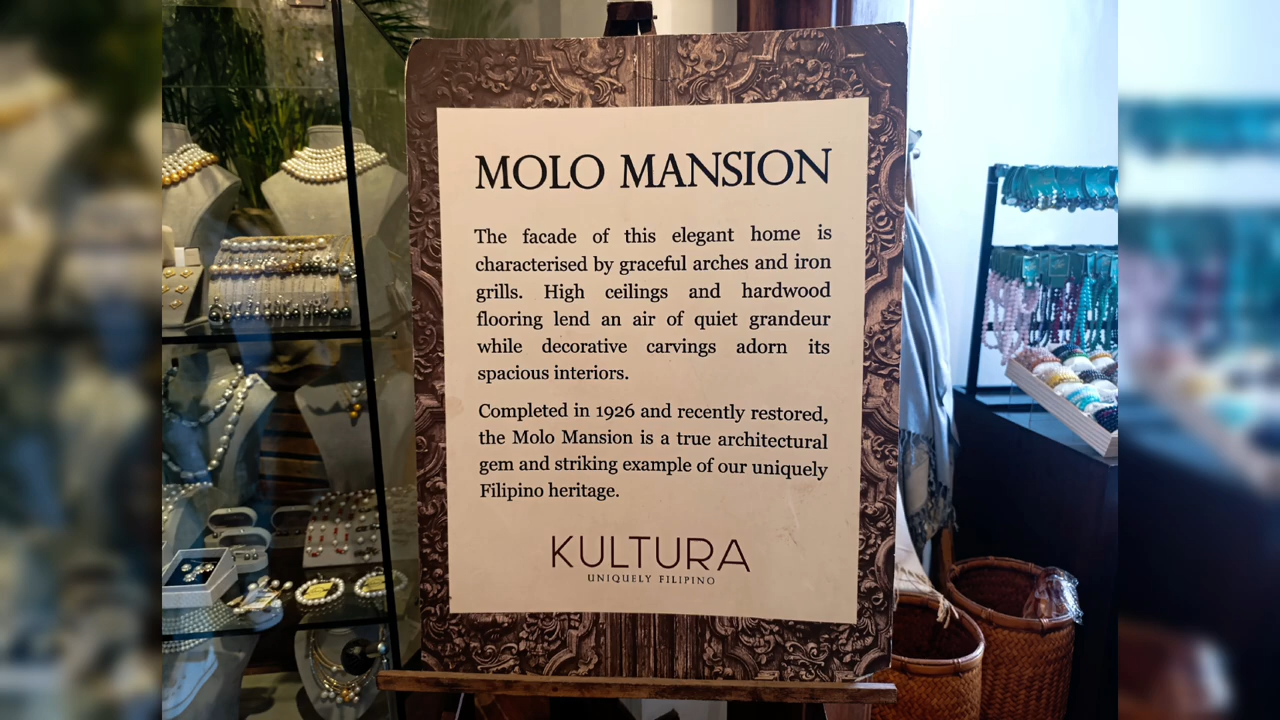 MOLO MANSION
The facade of this elegant home is
characterised by graceful arches and iron
grills. High ceilings and hardwood
flooring lend an air of quiet grandeur
while decorative carvings adorn its
spacious interiors.
Completed in 1926 and recently restored,
the Molo Mansion is a true architectural
gem and striking example of our uniquely
Filipino heritage.
KULTURA
UNIQUELY FILIPINO